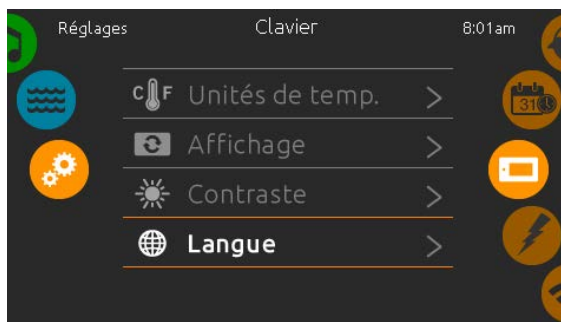 Réglages Clavier 8:01am
C F Unités de temp.
31
Affichage
Contraste
Langue